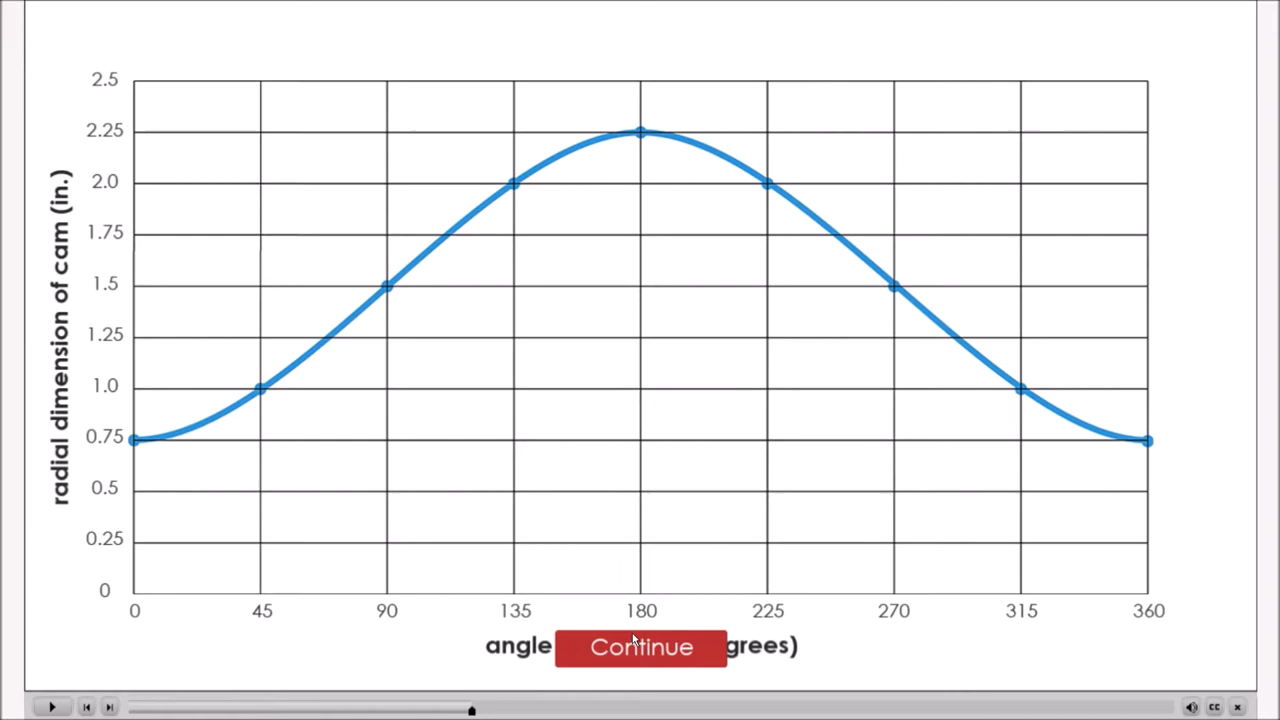 2.5
2.25
2.0
1.75
1.5
1.25
1.0
0.75
0.5
0.25
0
radial dimension of cam (in.)
0 45 90 135 180 225 270 315 360
angle grees)
Continue
CC